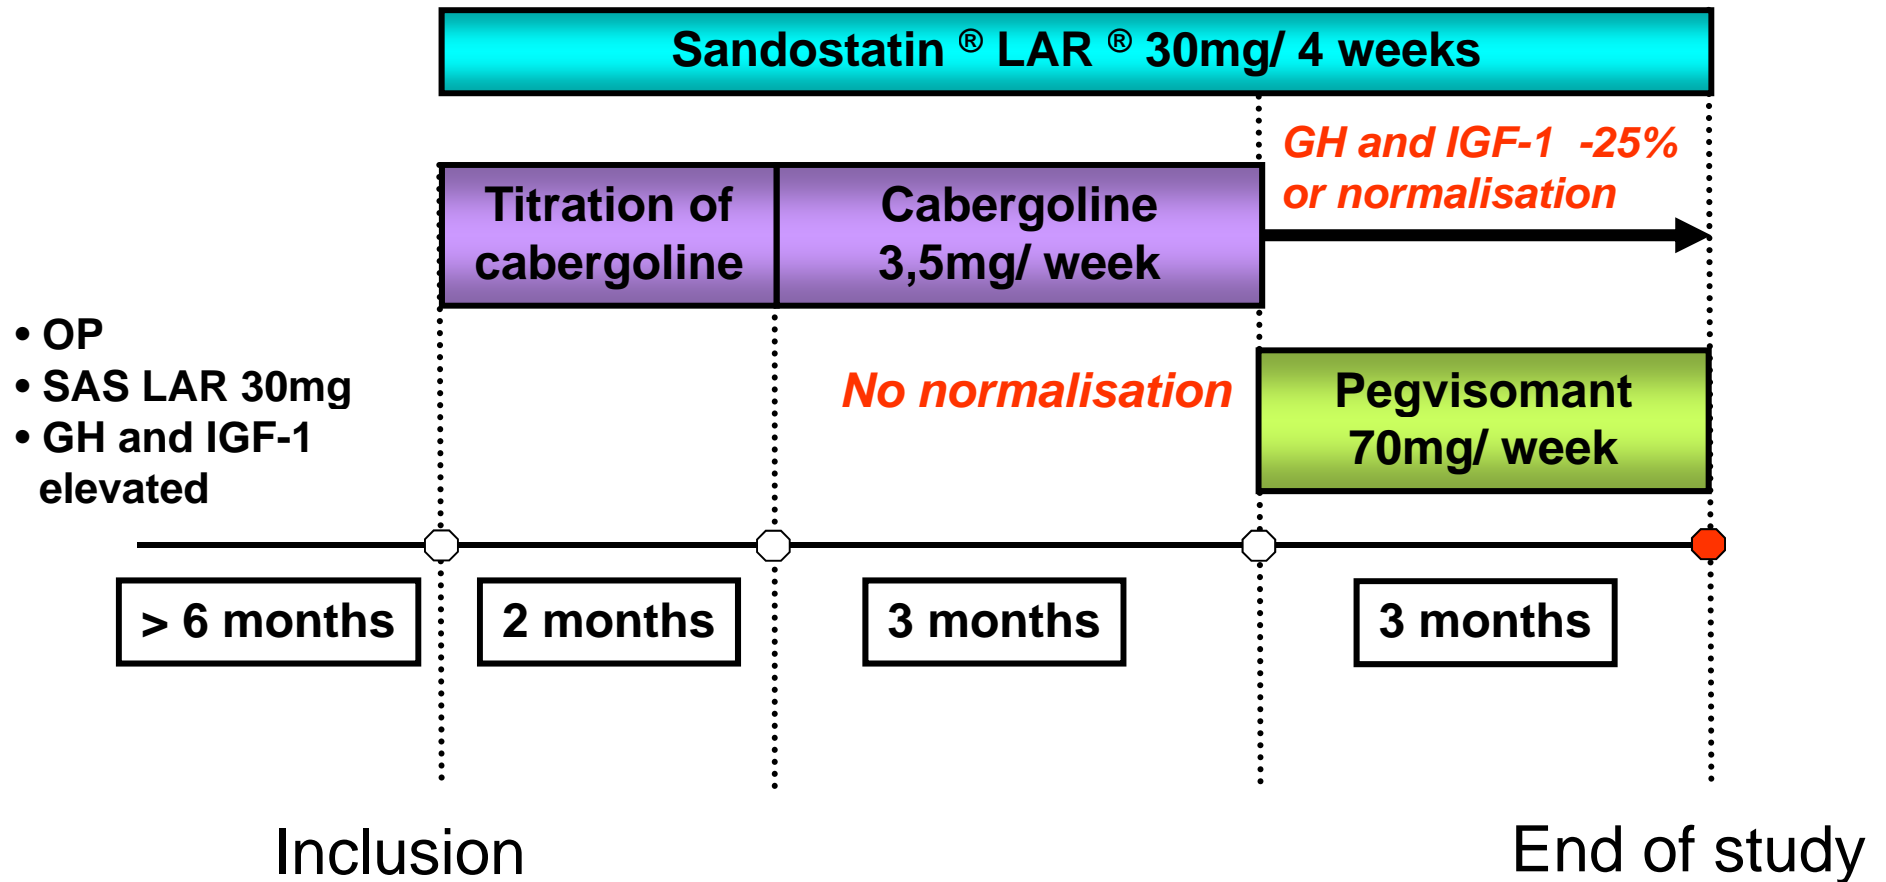 Sandostatin ® LAR ® 30mg/ 4 weeks
GH and IGF-1 -25%
or normalisation
Titration of
cabergoline
Cabergoline
3,5mg/ week
• OP
• SAS LAR 30mg
• GH and IGF-1
elevated
No normalisation
Pegvisomant
70mg/ week
> 6 months
2 months
3 months
3 months
Inclusion
End of study